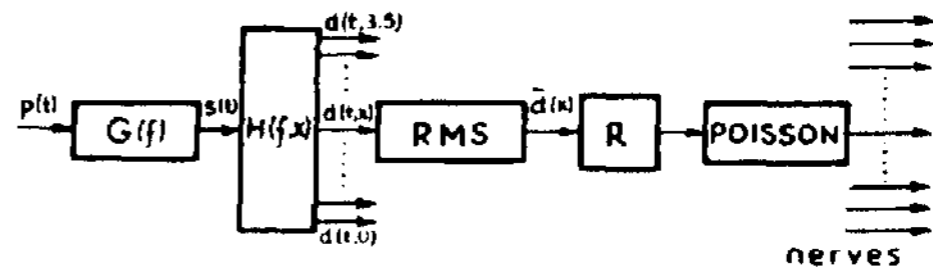 d(t,3.5)
p(t)
G(f)
s(t)
H(f,x)
d(t,x)
RMS
d̄(x)
R
POISSON
d(t,0)
nerves